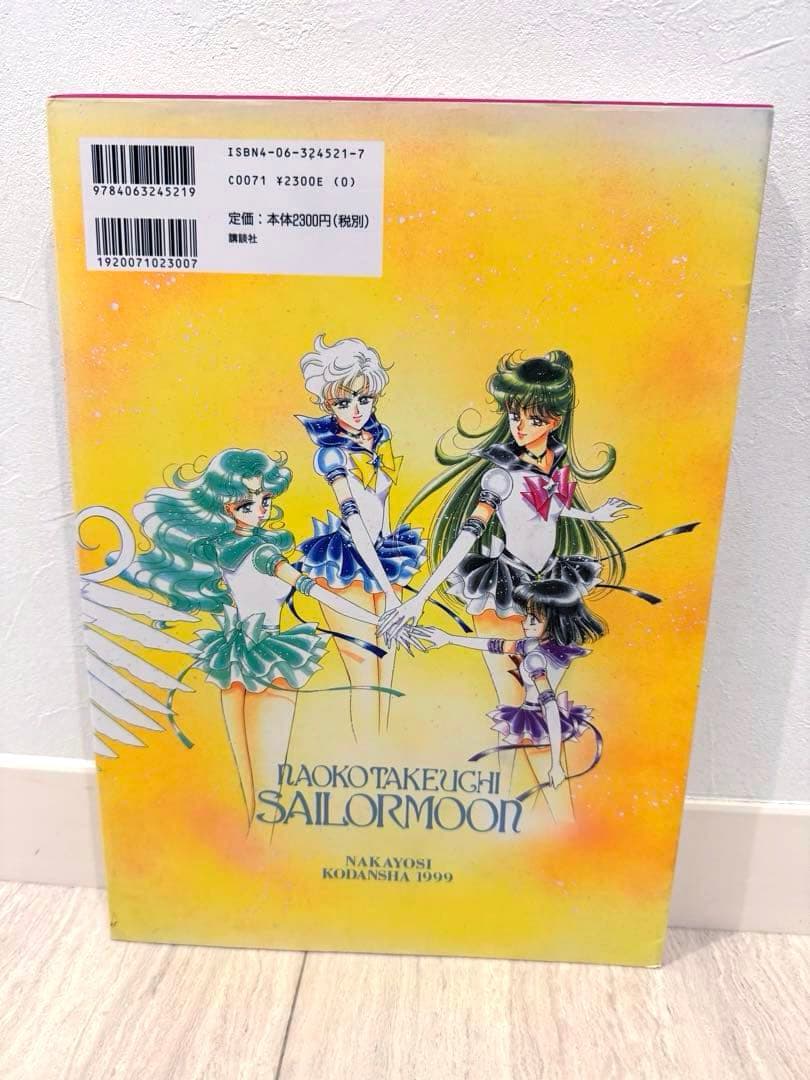 ISBN4-06-324521-7
9784063245219
C0071 ¥2300E (0)
定価：本体2300円(税別)
講談社
1920071023007
NAOKO TAKEUCHI
SAILORMOON
NAKAYOSI
KODANSHA 1999